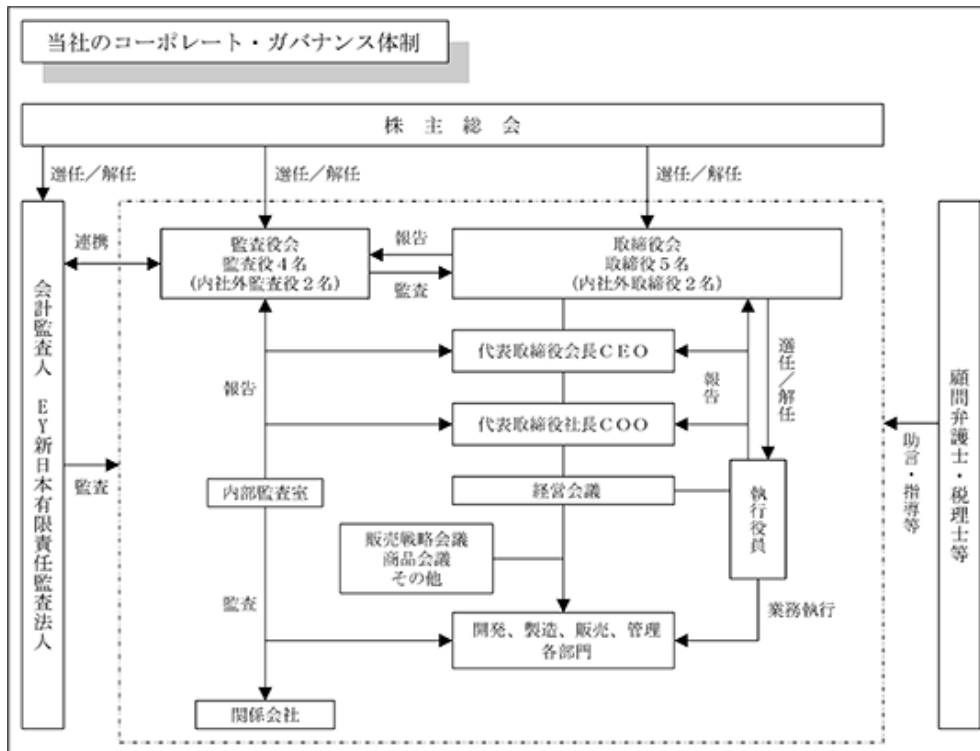 当社のコーポレート・ガバナンス体制
株主総会
選任／解任
選任／解任
選任／解任
連携
監査役会
監査役４名
(内社外監査役２名)
報告
監査
取締役会
取締役５名
(内社外取締役２名)
会計監査人　ＥＹ新日本有限責任監査法人
監査
代表取締役会長ＣＥＯ
報告
報告
選任／解任
代表取締役社長ＣＯＯ
顧問弁護士・税理士等
助言・指導等
内部監査室
経営会議
執行役員
販売戦略会議
商品会議
その他
監査
業務執行
開発、製造、販売、管理
各部門
関係会社